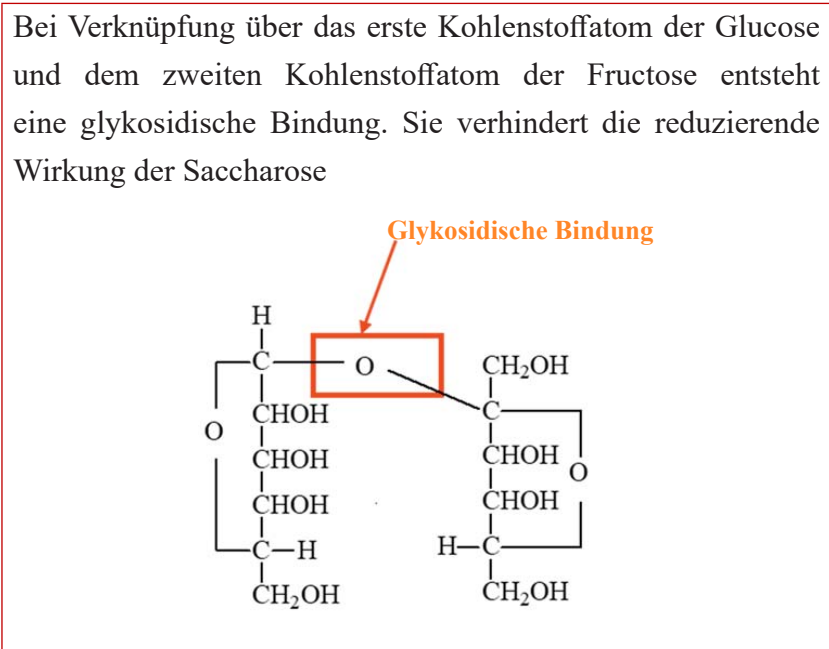 Bei Verknüpfung über das erste Kohlenstoffatom der Glucose
und dem zweiten Kohlenstoffatom der Fructose entsteht
eine glykosidische Bindung. Sie verhindert die reduzierende
Wirkung der Saccharose
Glykosidische Bindung
H
C
O
CH₂OH
CHOH
C
O
CHOH
CHOH
O
CHOH
CHOH
C–H
H–C
CH₂OH
CH₂OH